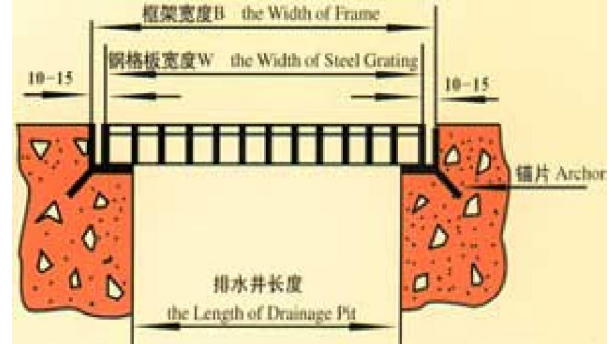 框架宽度B the Width of Frame
钢格板宽度W the Width of Steel Grating
10-15
10-15
锚片 Archor
排水井长度
the Length of Drainage Pit